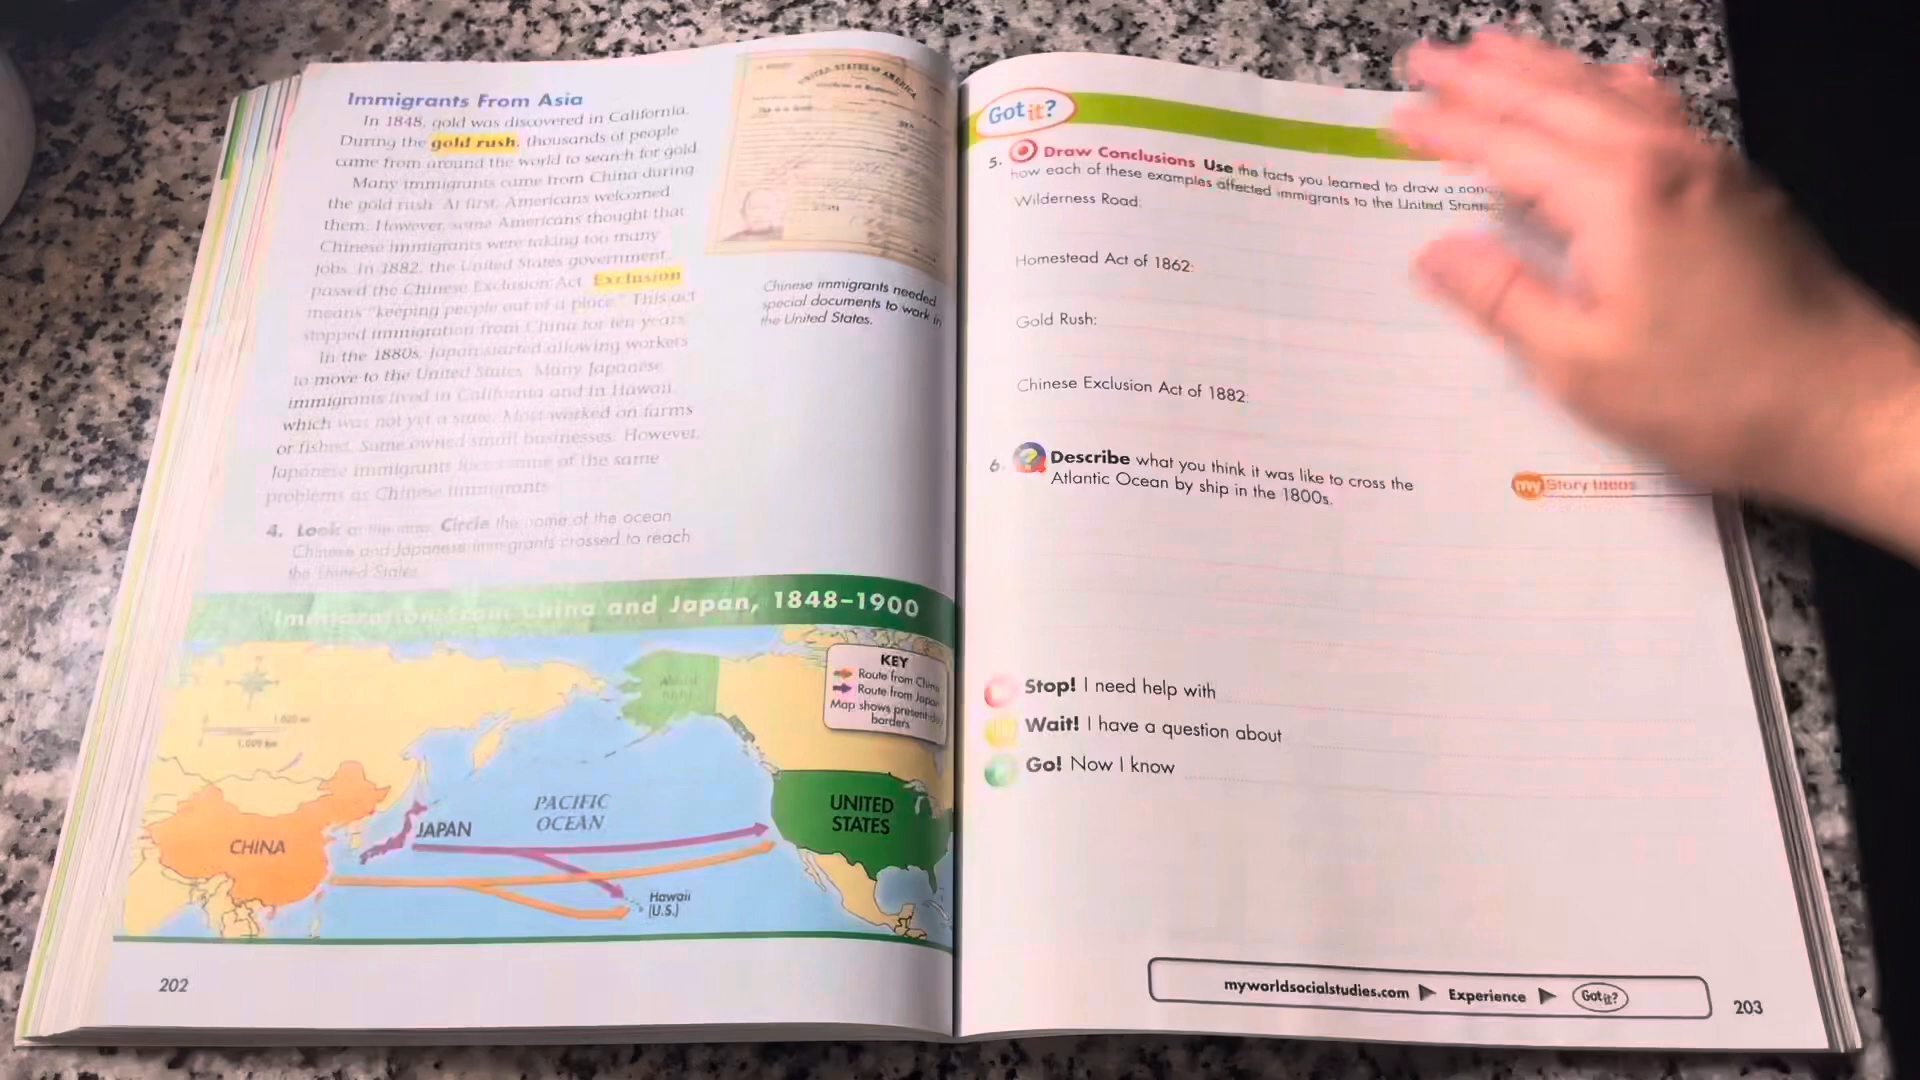 Immigrants From Asia
In 1848, gold was discovered in California.
During the gold rush, thousands of people
came from around the world to search for gold.
Many immigrants came from China during
the gold rush. At first, Americans welcomed
them. However, some Americans thought that
Chinese immigrants were taking too many
jobs. In 1882, the United States government
passed the Chinese Exclusion Act. Exclusion
means "keeping people out of a place." This act
stopped immigration from China for ten years.
In the 1880s, Japan started allowing workers
to move to the United States. Many Japanese
immigrants lived in California and in Hawaii,
which was not yet a state. Most worked on farms
or fished. Some owned small businesses. However,
Japanese immigrants faced some of the same
problems as Chinese immigrants.
4. Look at the map. Circle the name of the ocean
Chinese and Japanese immigrants crossed to reach
the United States.
UNITED STATES OF AMERICA
Chinese immigrants needed
special documents to work in
the United States.
Immigration from China and Japan, 1848–1900
KEY
Route from China
Route from Japan
Map shows present-day
borders
1,020 mi
1,020 km
CHINA
JAPAN
PACIFIC
OCEAN
UNITED
STATES
Hawaii
(U.S.)
202
Got it?
5. Draw Conclusions Use the facts you learned to draw a
how each of these examples affected immigrants to the United States
Wilderness Road:
Homestead Act of 1862:
Gold Rush:
Chinese Exclusion Act of 1882:
6. Describe what you think it was like to cross the
Atlantic Ocean by ship in the 1800s.
my Story Ideas
Stop! I need help with
Wait! I have a question about
Go! Now I know
myworldsocialstudies.com Experience Got it?
203